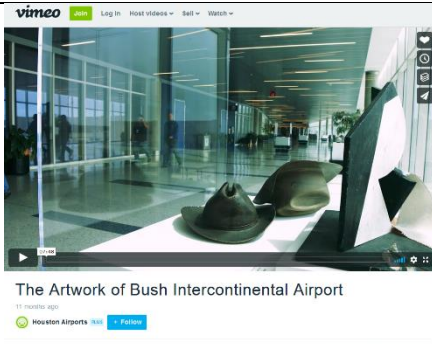 vimeo Join Log in Host videos Sell Watch
The Artwork of Bush Intercontinental Airport
11 months ago
Houston Airports PLUS + Follow